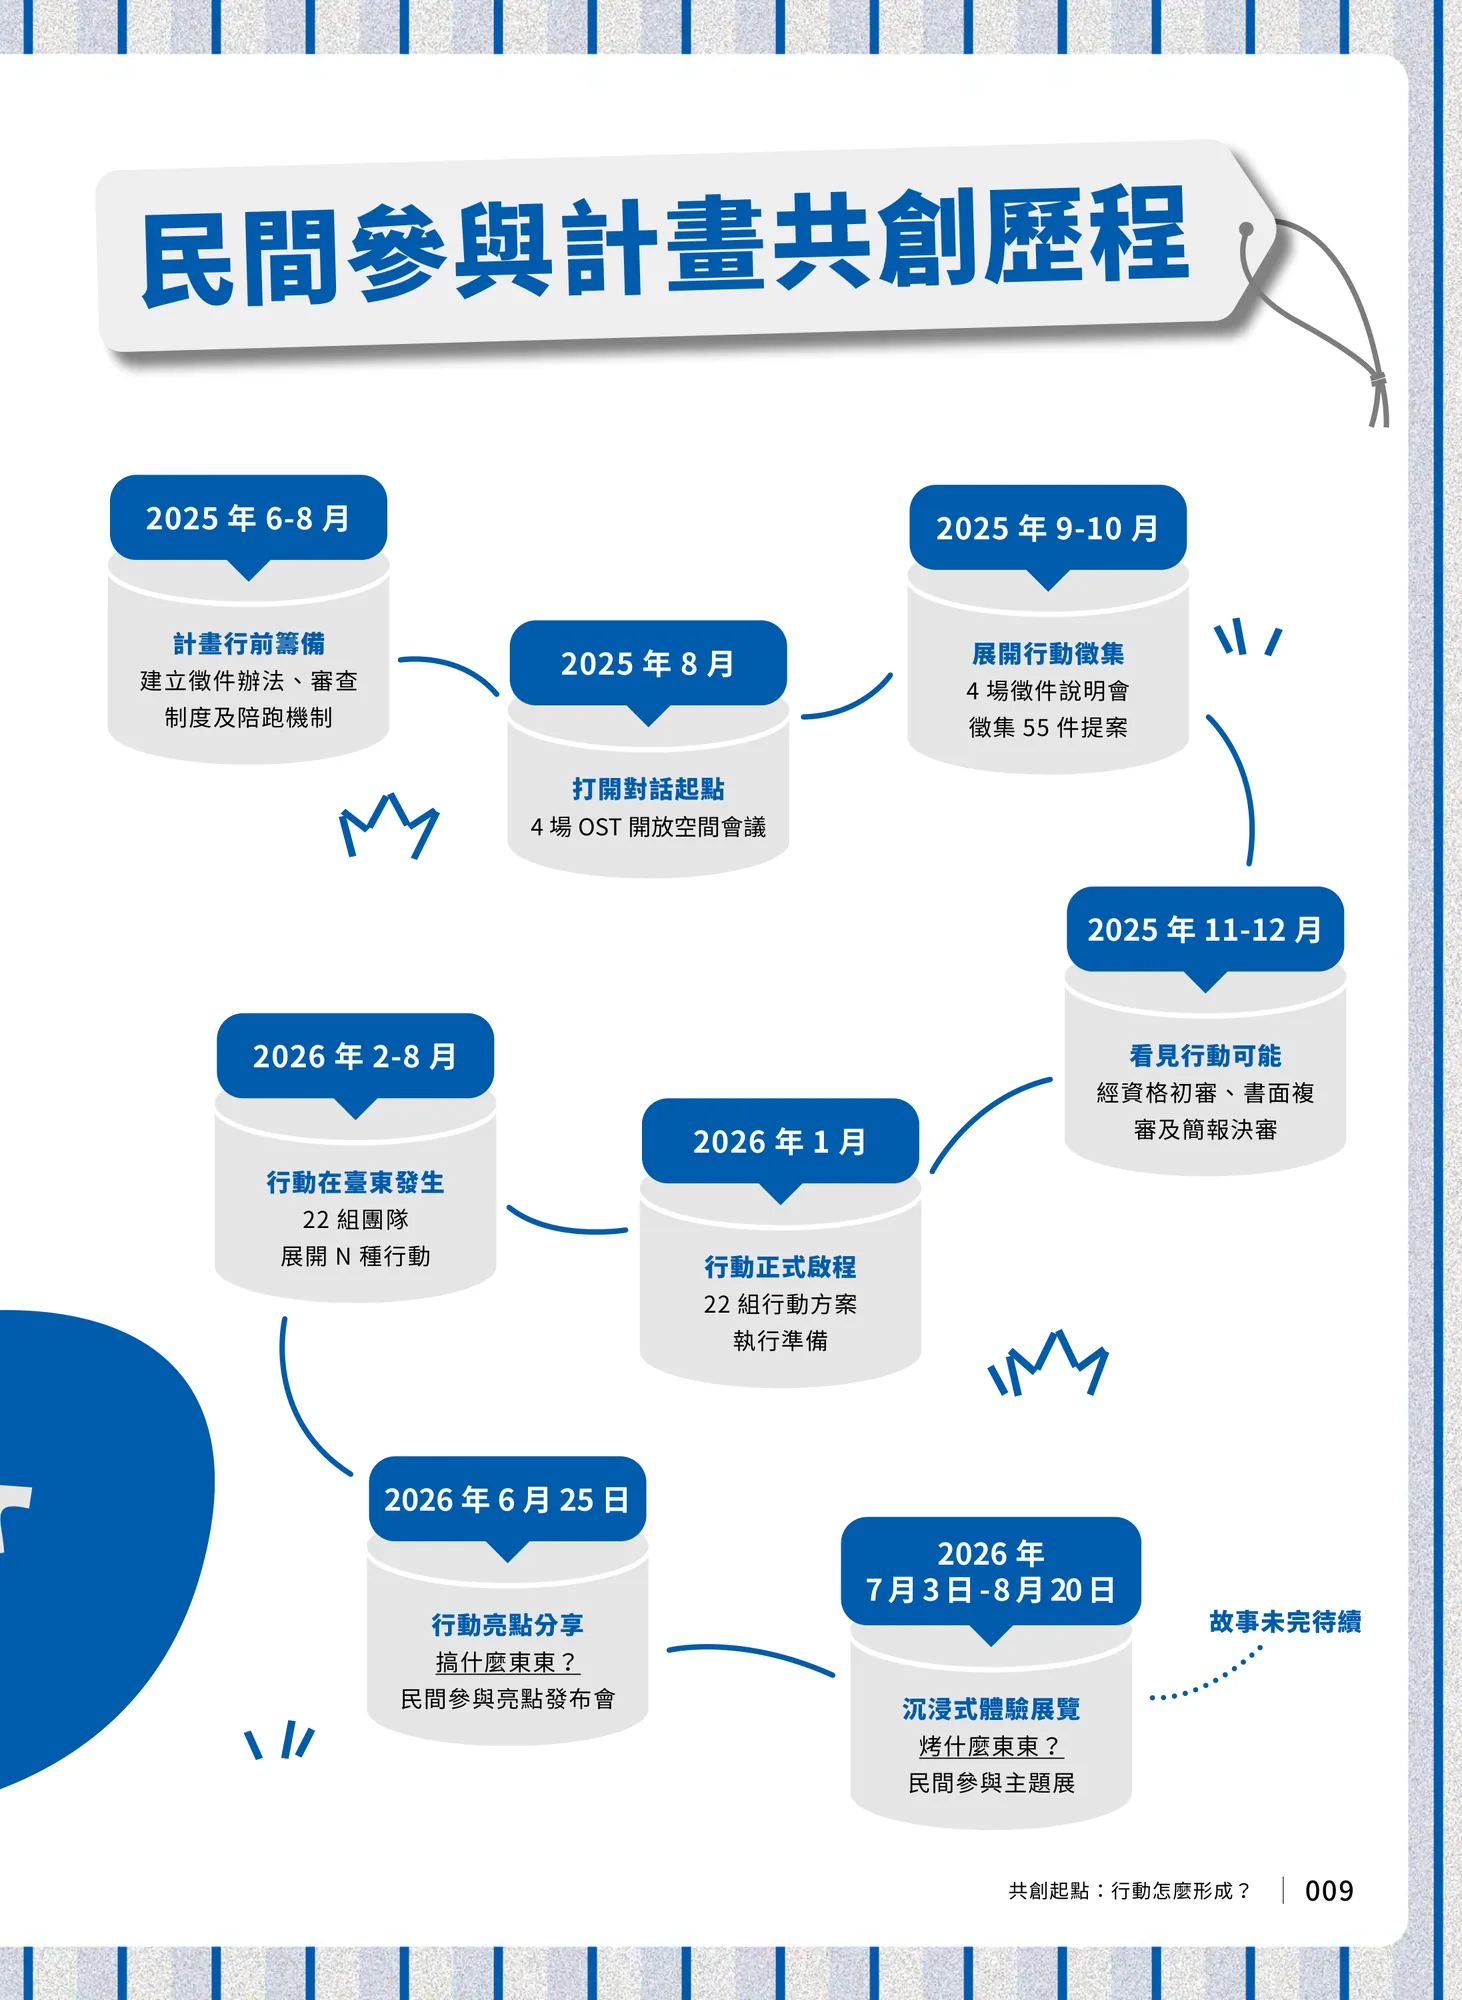 民間參與計畫共創歷程
2025 年 6-8 月
計畫行前籌備
建立徵件辦法、審查
制度及陪跑機制
2025 年 8 月
打開對話起點
4 場 OST 開放空間會議
2025 年 9-10 月
展開行動徵集
4 場徵件說明會
徵集 55 件提案
2025 年 11-12 月
看見行動可能
經資格初審、書面複
審及簡報決審
2026 年 1 月
行動正式啟程
22 組行動方案
執行準備
2026 年 2-8 月
行動在臺東發生
22 組團隊
展開 N 種行動
2026 年 6 月 25 日
行動亮點分享
搞什麼東東？
民間參與亮點發布會
2026 年
7 月 3 日 - 8 月 20 日
沉浸式體驗展覽
烤什麼東東？
民間參與主題展
故事未完待續
r
共創起點：行動怎麼形成？
009